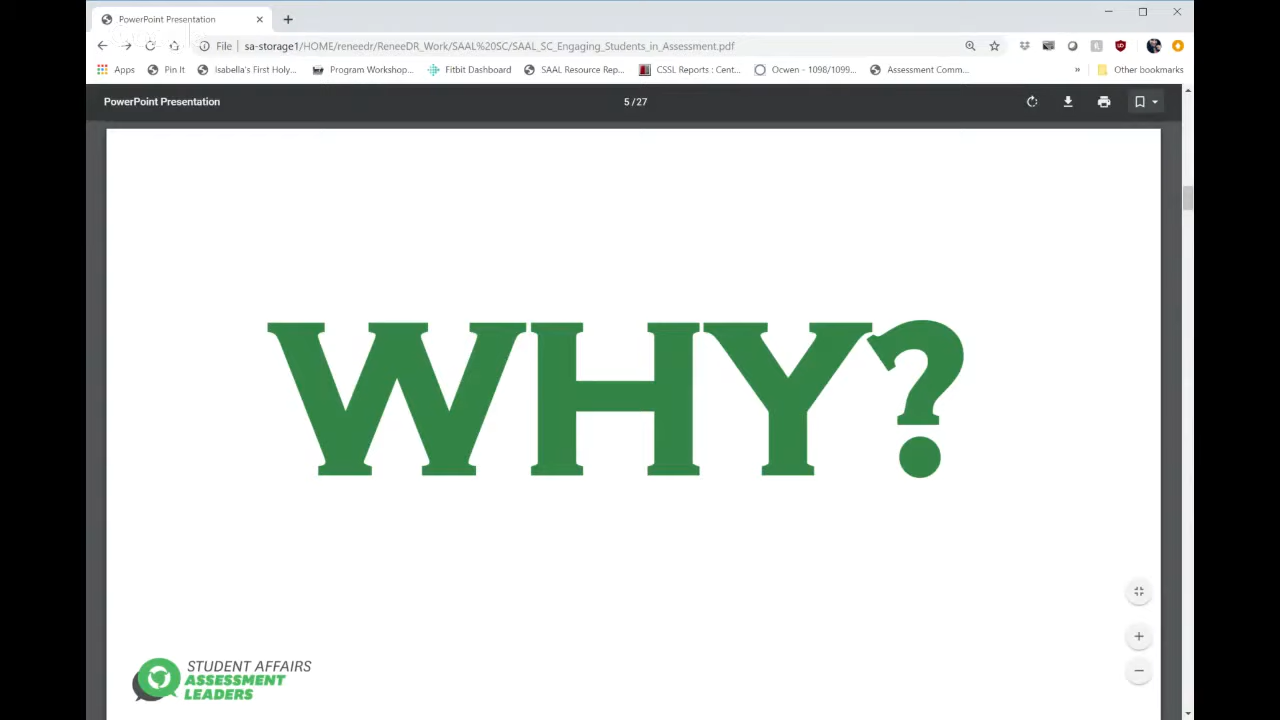 PowerPoint Presentation
File
sa-storage1/HOME/reneedr/ReneeDR_Work/SAAL%20SC/SAAL_SC_Engaging_Students_in_Assessment.pdf
Apps Pin It Isabella's First Holy... Program Workshop... Fitbit Dashboard SAAL Resource Rep... CSSL Reports : Cent... Ocwen - 1098/1099... Assessment Comm... » Other bookmarks
PowerPoint Presentation 5 / 27
WHY?
STUDENT AFFAIRS
ASSESSMENT
LEADERS